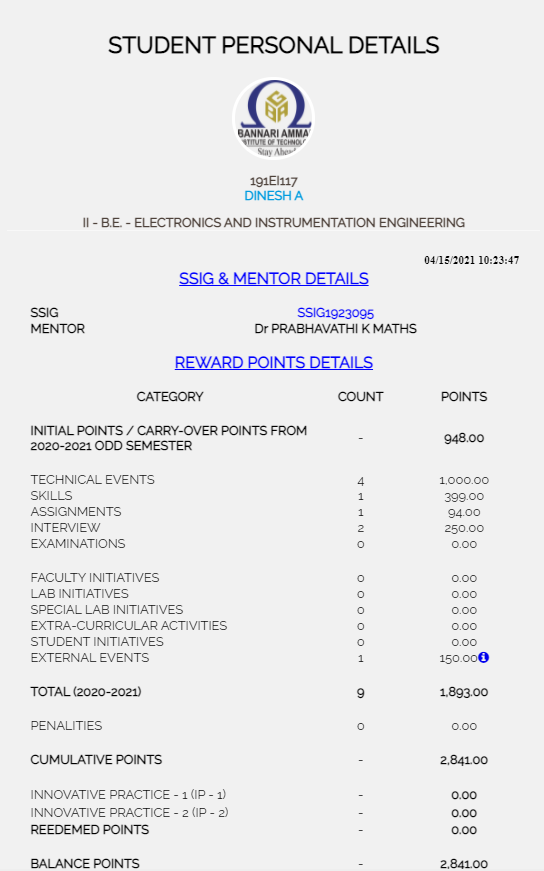 STUDENT PERSONAL DETAILS
BANNARI AMMA
Stay Ahea
191EI117
DINESH A
II - B.E. - ELECTRONICS AND INSTRUMENTATION ENGINEERING
04/15/2021 10:23:47
SSIG & MENTOR DETAILS
SSIG SSIG1923095
MENTOR Dr PRABHAVATHI K MATHS
REWARD POINTS DETAILS
CATEGORY COUNT POINTS
INITIAL POINTS / CARRY-OVER POINTS FROM
2020-2021 ODD SEMESTER - 948.00
TECHNICAL EVENTS 4 1,000.00
SKILLS 1 399.00
ASSIGNMENTS 1 94.00
INTERVIEW 2 250.00
EXAMINATIONS 0 0.00
FACULTY INITIATIVES 0 0.00
LAB INITIATIVES 0 0.00
SPECIAL LAB INITIATIVES 0 0.00
EXTRA-CURRICULAR ACTIVITIES 0 0.00
STUDENT INITIATIVES 0 0.00
EXTERNAL EVENTS 1 150.00
TOTAL (2020-2021) 9 1,893.00
PENALITIES 0 0.00
CUMULATIVE POINTS - 2,841.00
INNOVATIVE PRACTICE - 1 (IP - 1) - 0.00
INNOVATIVE PRACTICE - 2 (IP - 2) - 0.00
REEDEMED POINTS - 0.00
BALANCE POINTS - 2,841.00